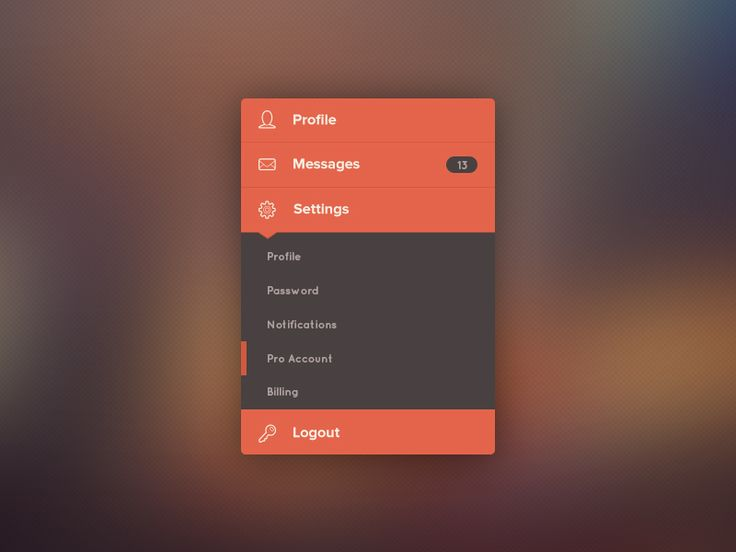 Profile
Messages 13
Settings
Profile
Password
Notifications
Pro Account
Billing
Logout